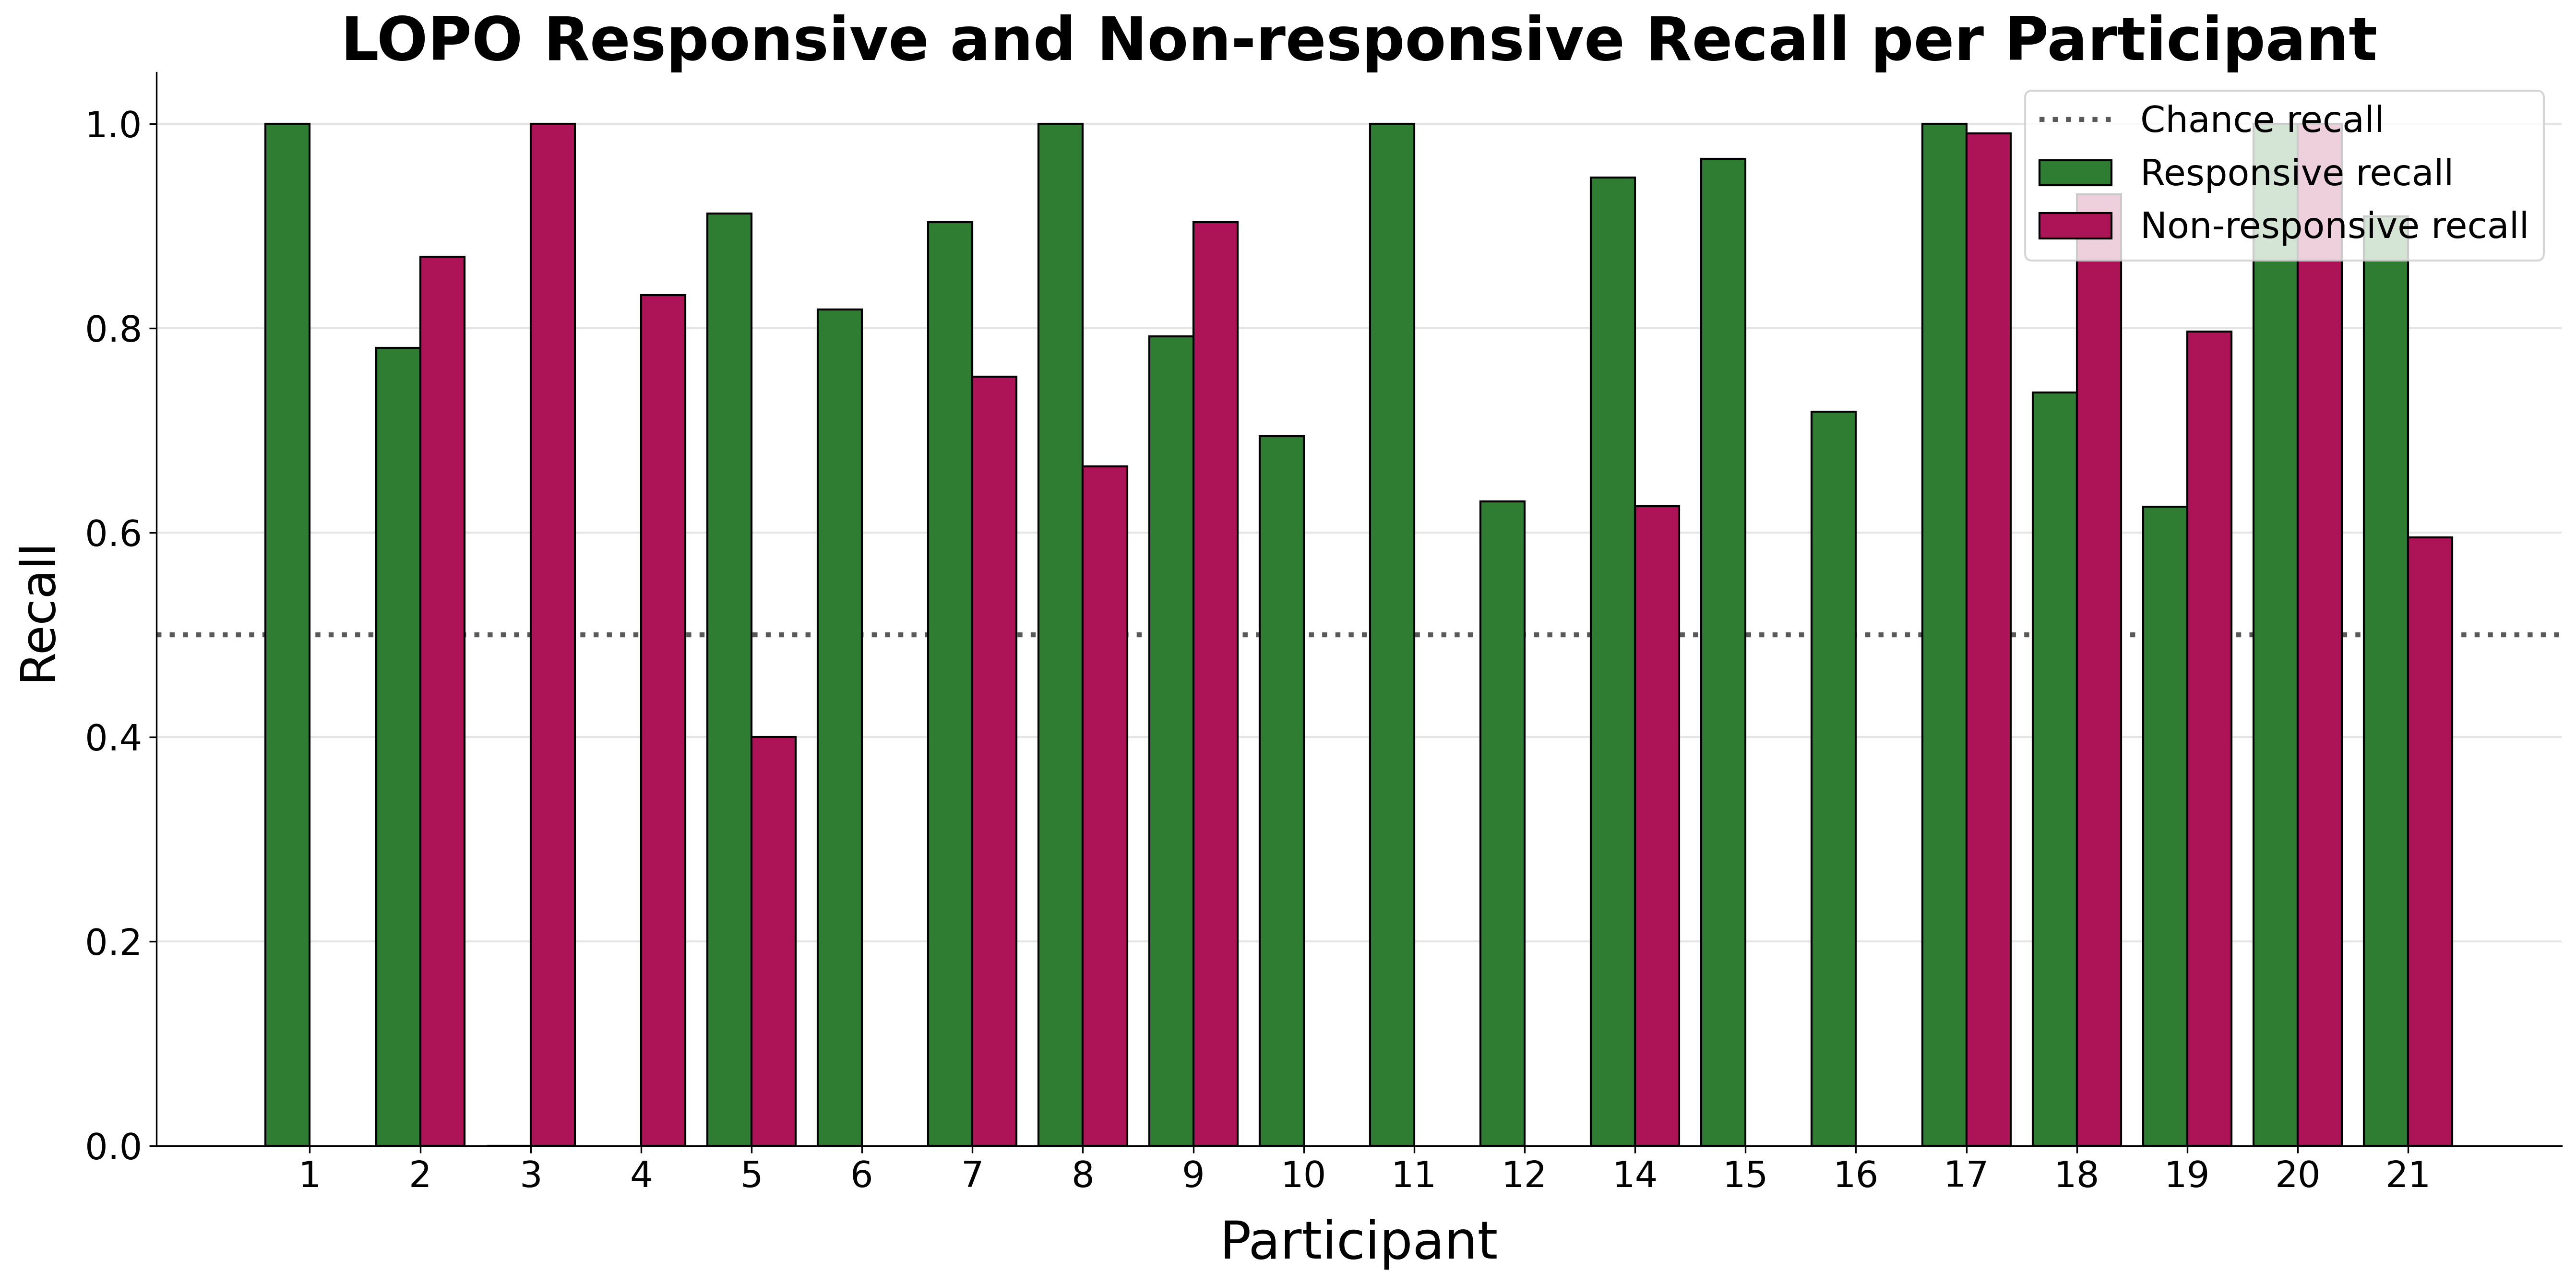 LOPO Responsive and Non-responsive Recall per Participant
Chance recall
Responsive recall
Non-responsive recall
1.0
0.8
0.6
0.4
0.2
0.0
Recall
1 2 3 4 5 6 7 8 9 10 11 12 14 15 16 17 18 19 20 21
Participant